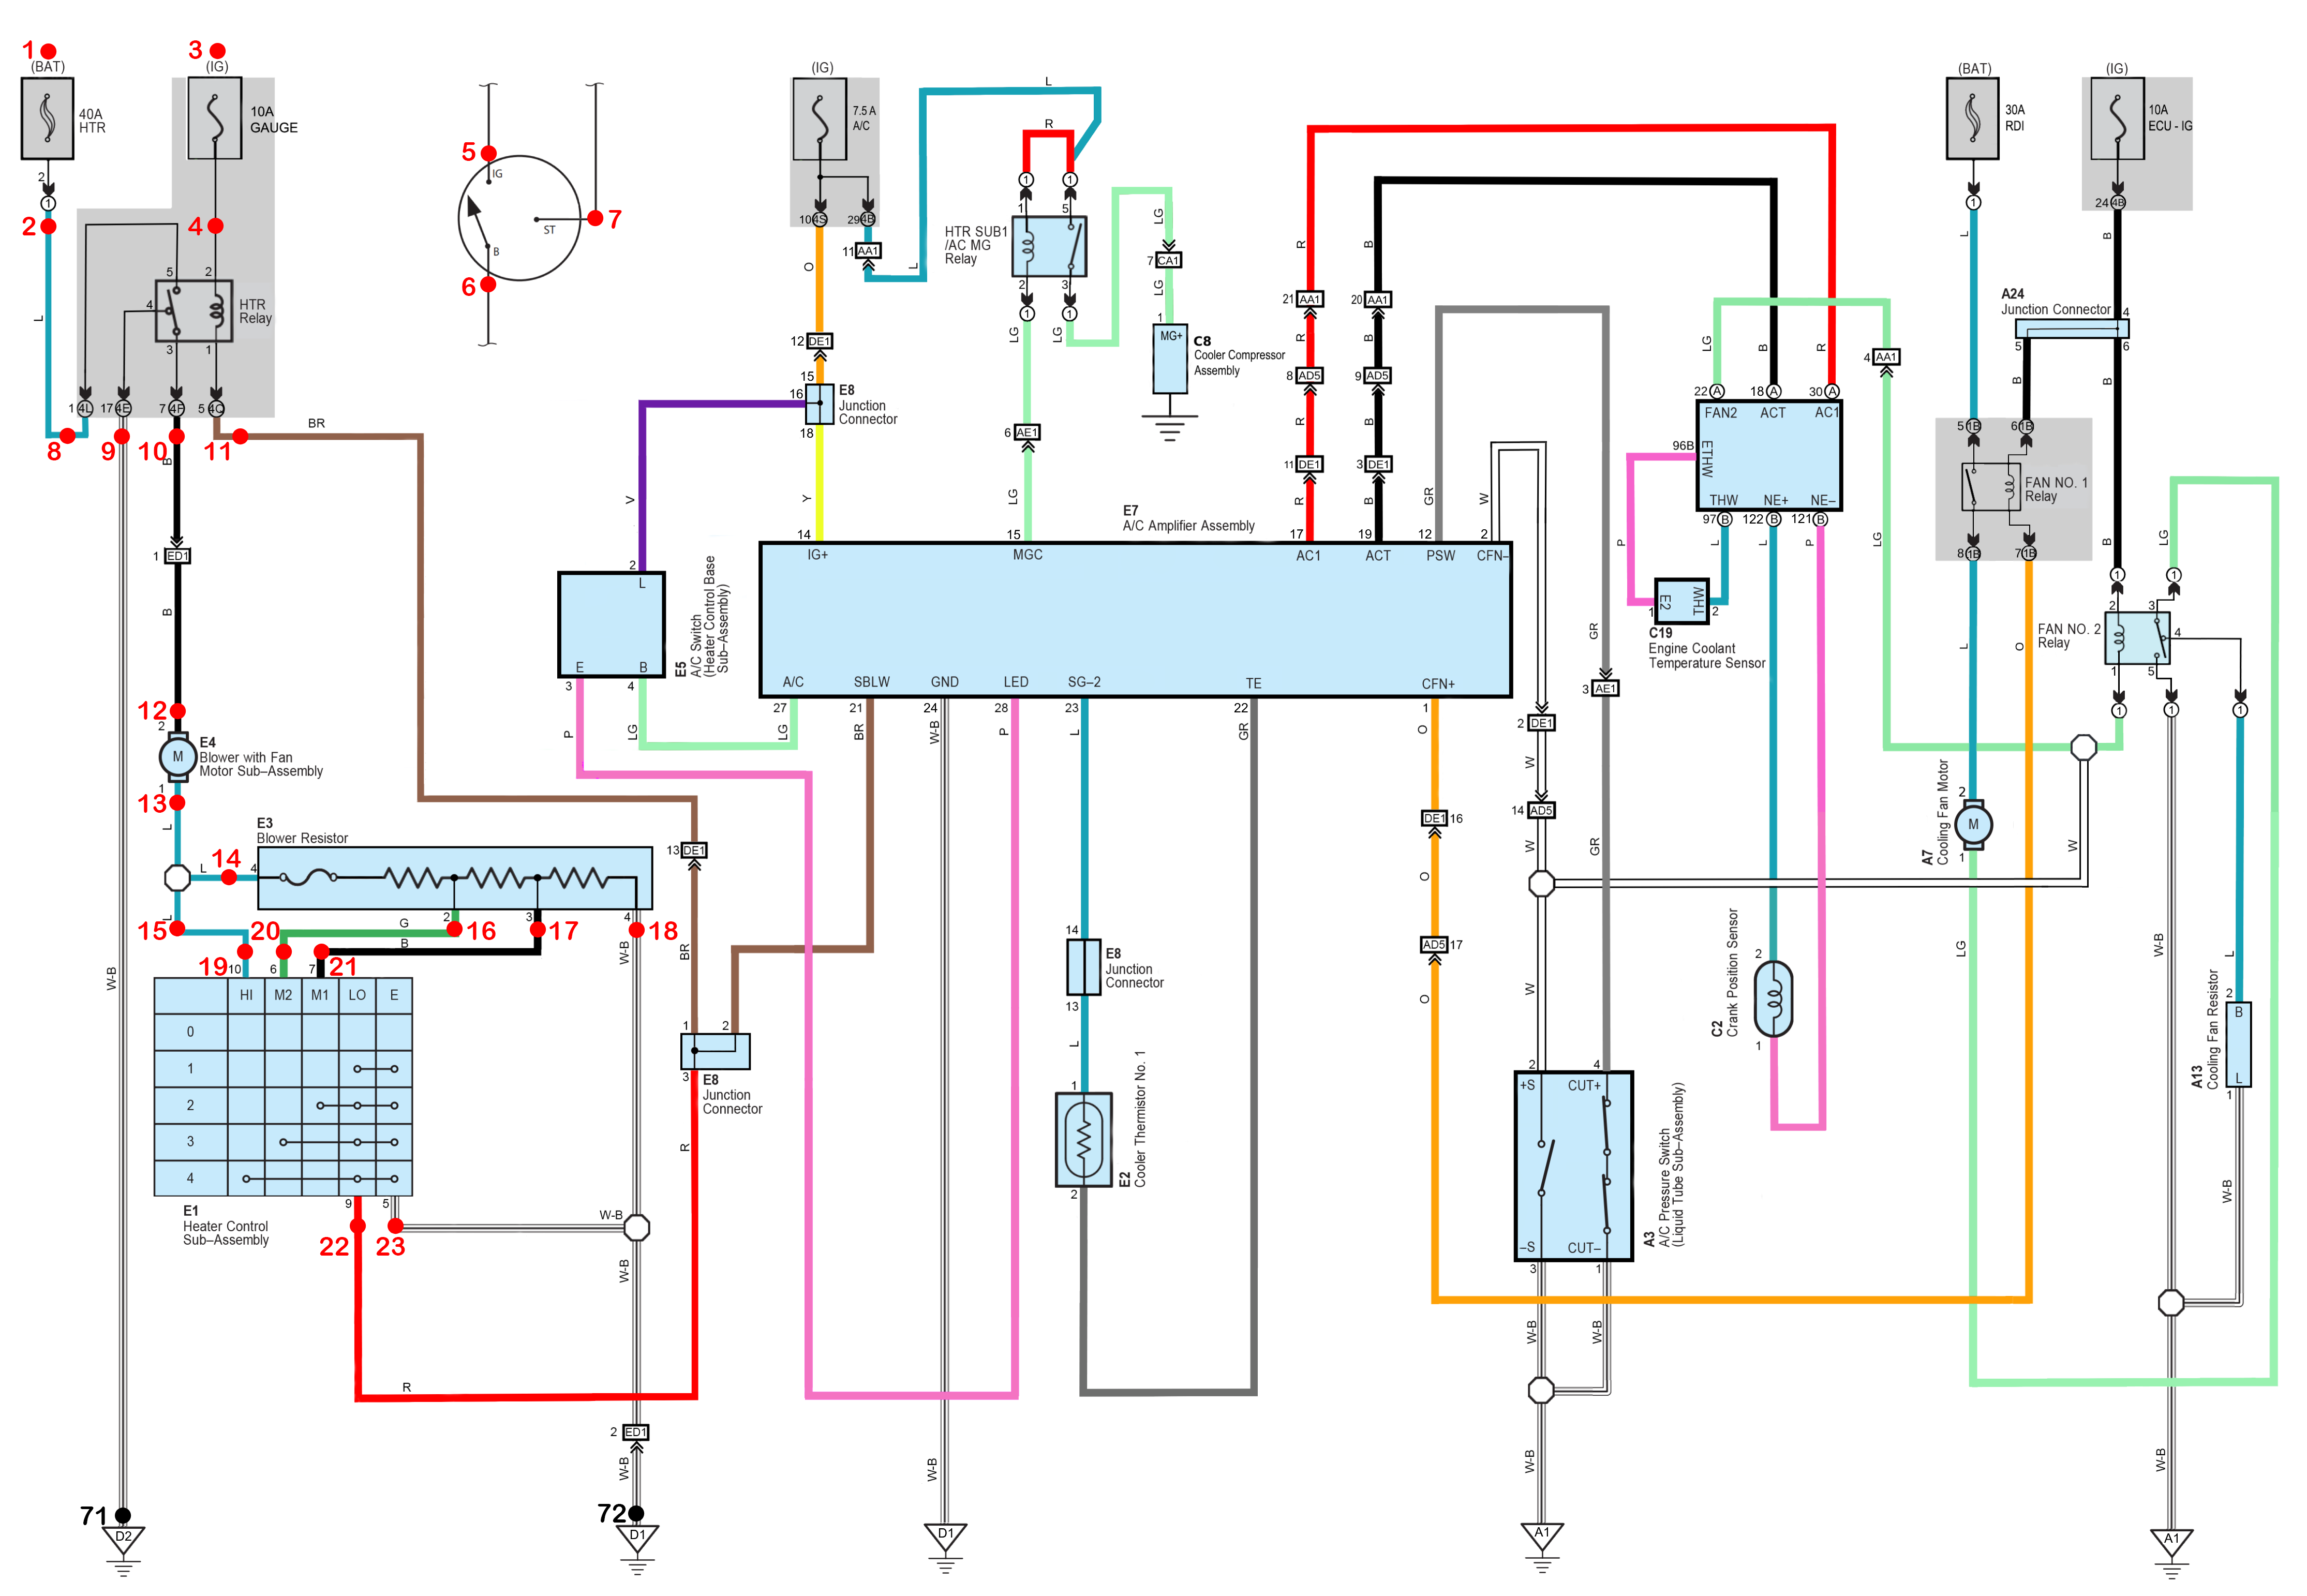 1
(BAT)
40A
HTR
2
1
2
L
3
(IG)
10A
GAUGE
4
5
2
4
HTR
Relay
3
1
1 4L
17 4E
7 4F
5 4C
8
9
10
11
B
BR
1 ED1
B
12
2
M
E4
Blower with Fan
Motor Sub–Assembly
1
13
L
E3
Blower Resistor
L
14
4
L
15
2
3
4
G
16
17
18
B
W-B
19
20
21
10
6
7
HI M2 M1 LO E
0
1
2
3
4
9
5
E1
Heater Control
Sub–Assembly
22
23
W-B
W-B
W-B
R
2 ED1
W-B
71
D2
72
D1
5
IG
ST
7
B
6
(IG)
7.5 A
A/C
10 4S
29 4B
11 AA1
L
L
O
12 DE1
15
16
E8
Junction
Connector
18
V
Y
R
1
1
1
5
HTR SUB1
/AC MG
Relay
2
3
1
1
LG
LG
LG
7 CA1
LG
1
MG+
C8
Cooler Compressor
Assembly
6 AE1
LG
R
B
21 AA1
20 AA1
R
B
8 AD5
9 AD5
R
B
11 DE1
3 DE1
R
B
GR
W
E7
A/C Amplifier Assembly
14
15
17
19
12
2
IG+
MGC
AC1
ACT
PSW
CFN–
A/C
SBLW
GND
LED
SG–2
TE
CFN+
27
21
24
28
23
22
1
2
L
E
B
3
4
E5
A/C Switch
(Heater Control Base
Sub–Assembly)
P
LG
LG
BR
W-B
P
L
GR
O
13 DE1
BR
1
2
3
E8
Junction
Connector
R
14
E8
Junction
Connector
13
L
1
2
E2
Cooler Thermistor No. 1
W-B
D1
DE1 16
O
AD5 17
O
GR
3 AE1
GR
2 DE1
W
14 AD5
W
W
W
2
4
+S
CUT+
–S
CUT–
3
1
A3
A/C Pressure Switch
(Liquid Tube Sub–Assembly)
W-B
W-B
W-B
A1
LG
B
R
22 A
18 A
30 A
FAN2
ACT
AC1
96B
ETHW
THW
NE+
NE–
97 B
122 B
121 B
P
L
L
P
1
E2
THW
2
C19
Engine Coolant
Temperature Sensor
4 AA1
LG
2
1
C2
Crank Position Sensor
(BAT)
30A
RDI
1
L
(IG)
10A
ECU - IG
24 4B
B
A24
Junction Connector
4
5
6
B
B
5 1B
6 1B
FAN NO. 1
Relay
8 1B
7 1B
L
O
B
LG
1
1
2
3
FAN NO. 2
Relay
4
1
5
1
1
1
2
M
1
A7
Cooling Fan Motor
LG
W-B
L
2
B
L
1
A13
Cooling Fan Resistor
W-B
W-B
A1